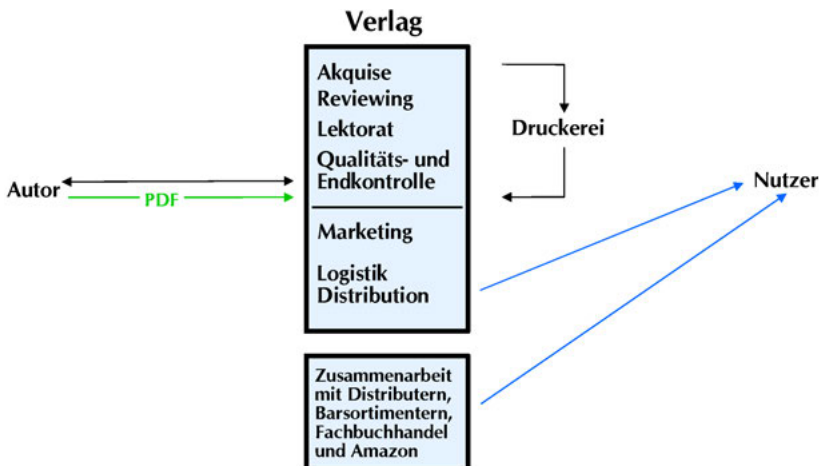 Verlag
Akquise
Reviewing
Lektorat
Qualitäts- und
Endkontrolle
Marketing
Logistik
Distribution
Druckerei
Autor
PDF
Nutzer
Zusammenarbeit
mit Distributern,
Barsortimentern,
Fachbuchhandel
und Amazon